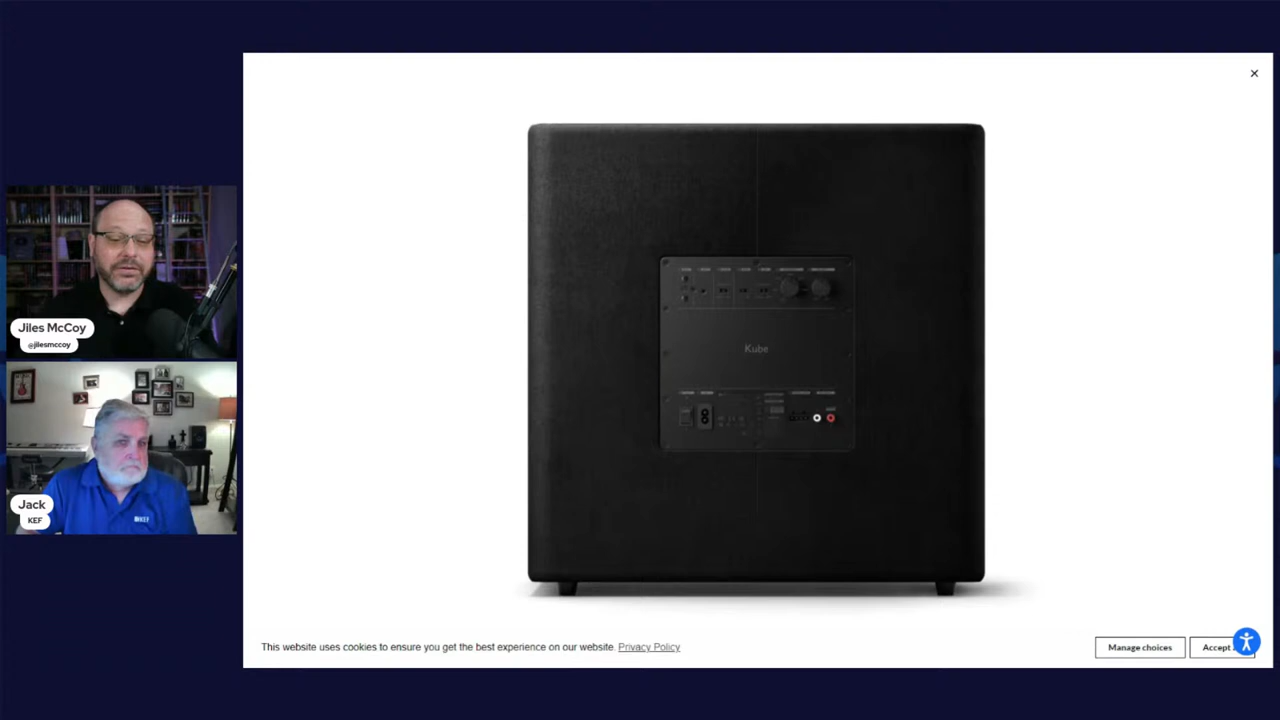 Jiles McCoy
@jilesmccoy
Jack
KEF
KEF
Kube
This website uses cookies to ensure you get the best experience on our website. Privacy Policy
Manage choices
Accept